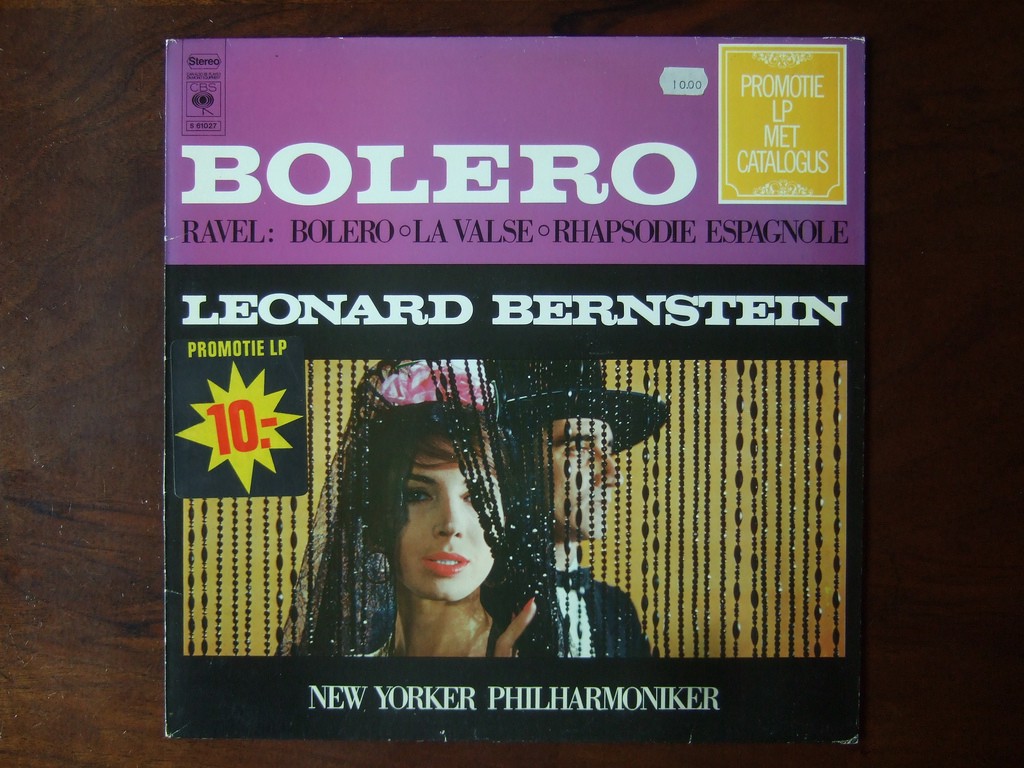 Stereo
CBS
S 61027
10.00
PROMOTIE
LP
MET
CATALOGUS
BOLERO
RAVEL: BOLERO ∘ LA VALSE ∘ RHAPSODIE ESPAGNOLE
LEONARD BERNSTEIN
PROMOTIE LP
10.-
NEW YORKER PHILHARMONIKER